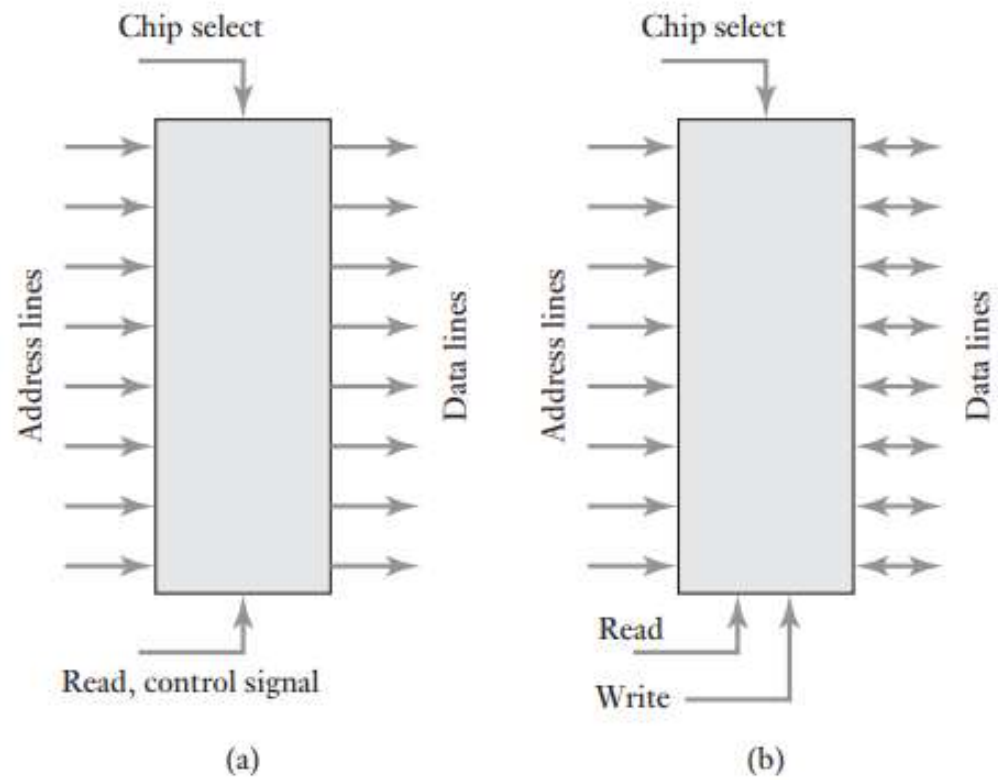 Chip select
Address lines
Data lines
Read, control signal
(a)
Chip select
Address lines
Data lines
Read
Write
(b)